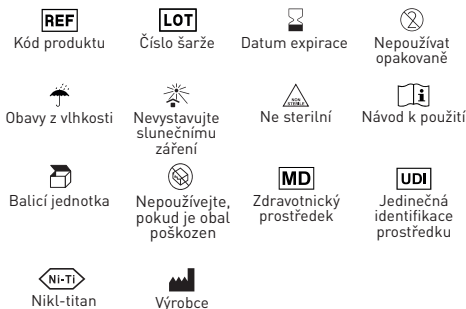 REF LOT
Kód produktu Číslo šarže Datum expirace Nepoužívat
opakovaně
NON
STERILE
Obavy z vlhkosti Nevystavujte Ne sterilní Návod k použití
slunečnímu
záření
MD UDI
Balicí jednotka Nepoužívejte, Zdravotnický Jedinečná
pokud je obal prostředek identifikace
poškozen prostředku
Ni-Ti
Nikl-titan Výrobce